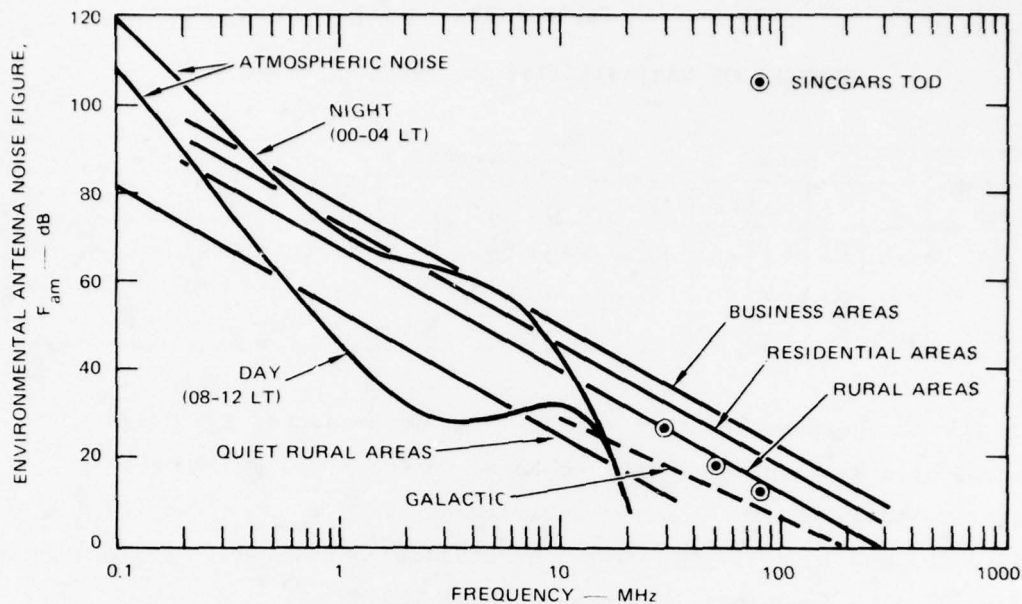 ENVIRONMENTAL ANTENNA NOISE FIGURE,
F am — dB
120
100
80
60
40
20
0
ATMOSPHERIC NOISE
NIGHT
(00-04 LT)
SINCGARS TOD
BUSINESS AREAS
RESIDENTIAL AREAS
RURAL AREAS
DAY
(08-12 LT)
QUIET RURAL AREAS
GALACTIC
0.1
1
10
100
1000
FREQUENCY — MHz